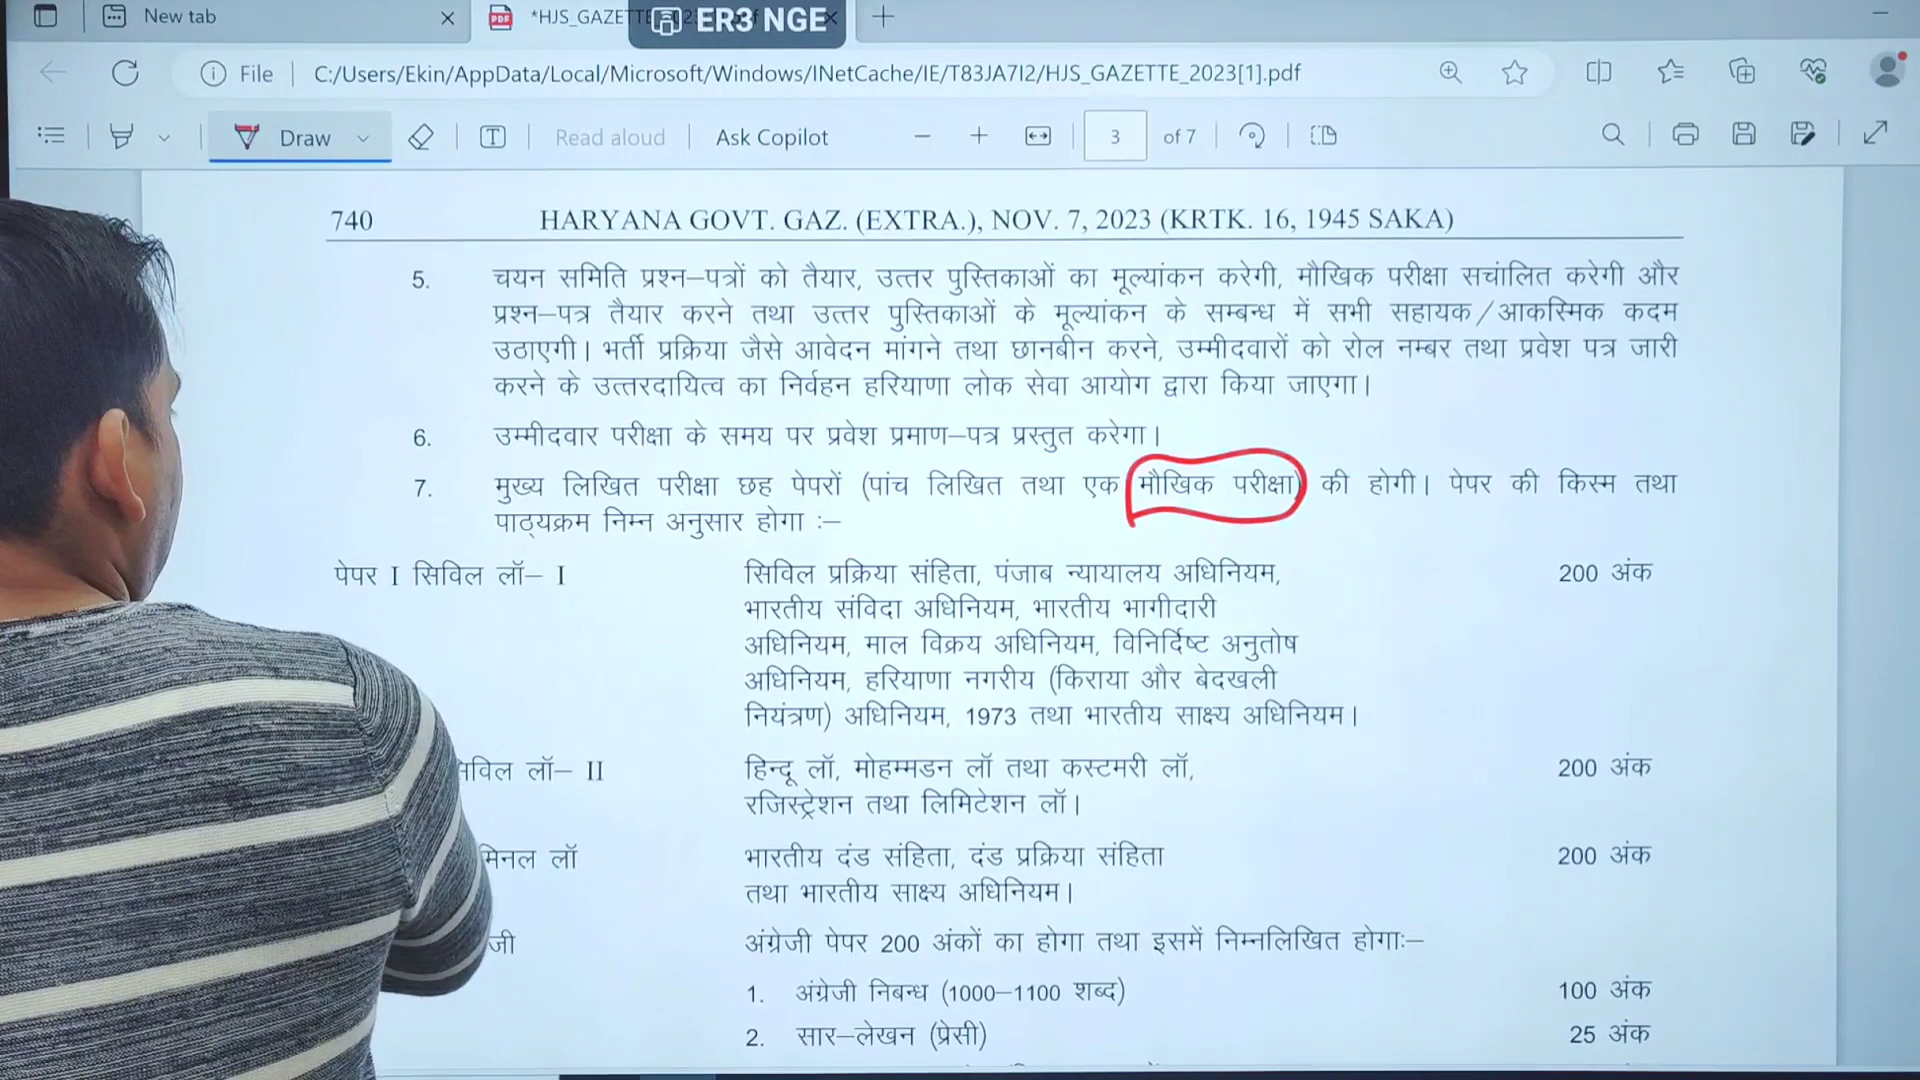 New tab
*HJS_GAZETTE
ER3 NGE
File
C:/Users/Ekin/AppData/Local/Microsoft/Windows/INetCache/IE/T83JA7I2/HJS_GAZETTE_2023[1].pdf
Draw
Read aloud
Ask Copilot
3 of 7
740 HARYANA GOVT. GAZ. (EXTRA.), NOV. 7, 2023 (KRTK. 16, 1945 SAKA)
5. चयन समिति प्रश्न–पत्रों को तैयार, उत्तर पुस्तिकाओं का मूल्यांकन करेगी, मौखिक परीक्षा सचांलित करेगी और
प्रश्न–पत्र तैयार करने तथा उत्तर पुस्तिकाओं के मूल्यांकन के सम्बन्ध में सभी सहायक/आकस्मिक कदम
उठाएगी। भर्ती प्रक्रिया जैसे आवेदन मांगने तथा छानबीन करने, उम्मीदवारों को रोल नम्बर तथा प्रवेश पत्र जारी
करने के उत्तरदायित्व का निर्वहन हरियाणा लोक सेवा आयोग द्वारा किया जाएगा।
6. उम्मीदवार परीक्षा के समय पर प्रवेश प्रमाण–पत्र प्रस्तुत करेगा।
7. मुख्य लिखित परीक्षा छह पेपरों (पांच लिखित तथा एक मौखिक परीक्षा) की होगी। पेपर की किस्म तथा
पाठ्यक्रम निम्न अनुसार होगा :–
पेपर I सिविल लॉ– I सिविल प्रक्रिया संहिता, पंजाब न्यायालय अधिनियम, 200 अंक
भारतीय संविदा अधिनियम, भारतीय भागीदारी
अधिनियम, माल विक्रय अधिनियम, विनिर्दिष्ट अनुतोष
अधिनियम, हरियाणा नगरीय (किराया और बेदखली
नियंत्रण) अधिनियम, 1973 तथा भारतीय साक्ष्य अधिनियम।
सिविल लॉ– II हिन्दू लॉ, मोहम्मडन लॉ तथा कस्टमरी लॉ, 200 अंक
रजिस्ट्रेशन तथा लिमिटेशन लॉ।
मिनल लॉ भारतीय दंड संहिता, दंड प्रक्रिया संहिता 200 अंक
तथा भारतीय साक्ष्य अधिनियम।
जी अंग्रेजी पेपर 200 अंकों का होगा तथा इसमें निम्नलिखित होगाः–
1. अंग्रेजी निबन्ध (1000–1100 शब्द) 100 अंक
2. सार–लेखन (प्रेसी) 25 अंक